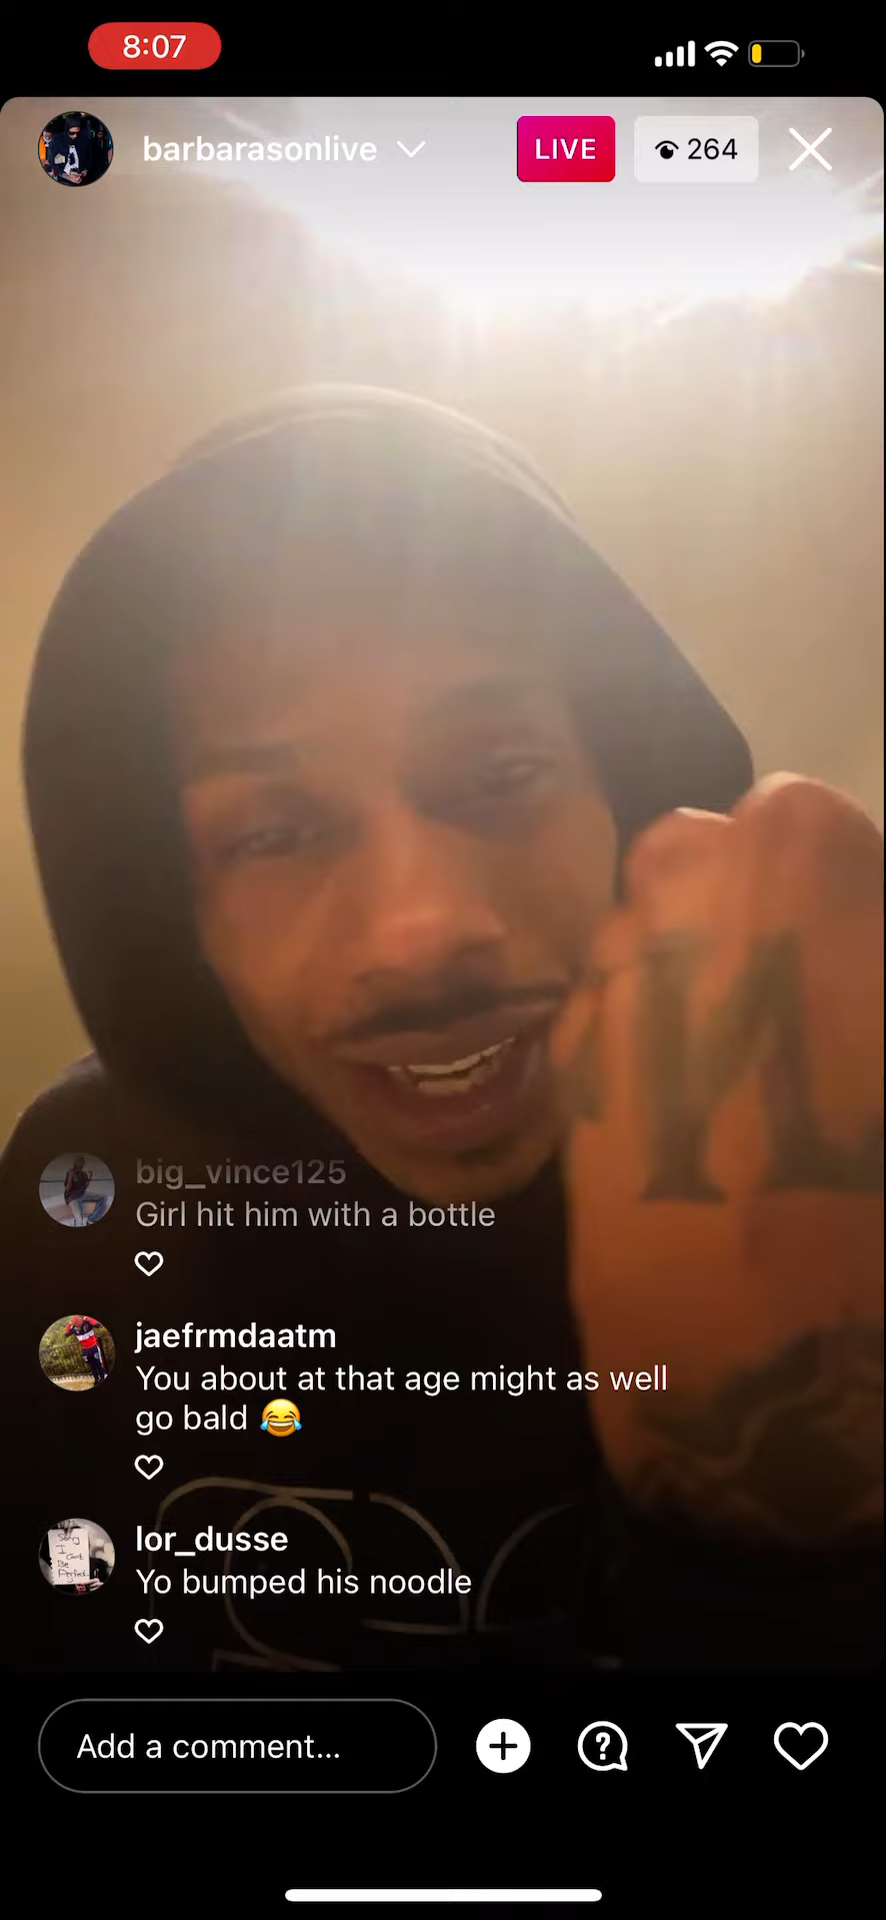 8:07
barbarasonlive
LIVE
264
big_vince125
Girl hit him with a bottle
jaefrmdaatm
You about at that age might as well
go bald 😂
lor_dusse
Yo bumped his noodle
Add a comment...